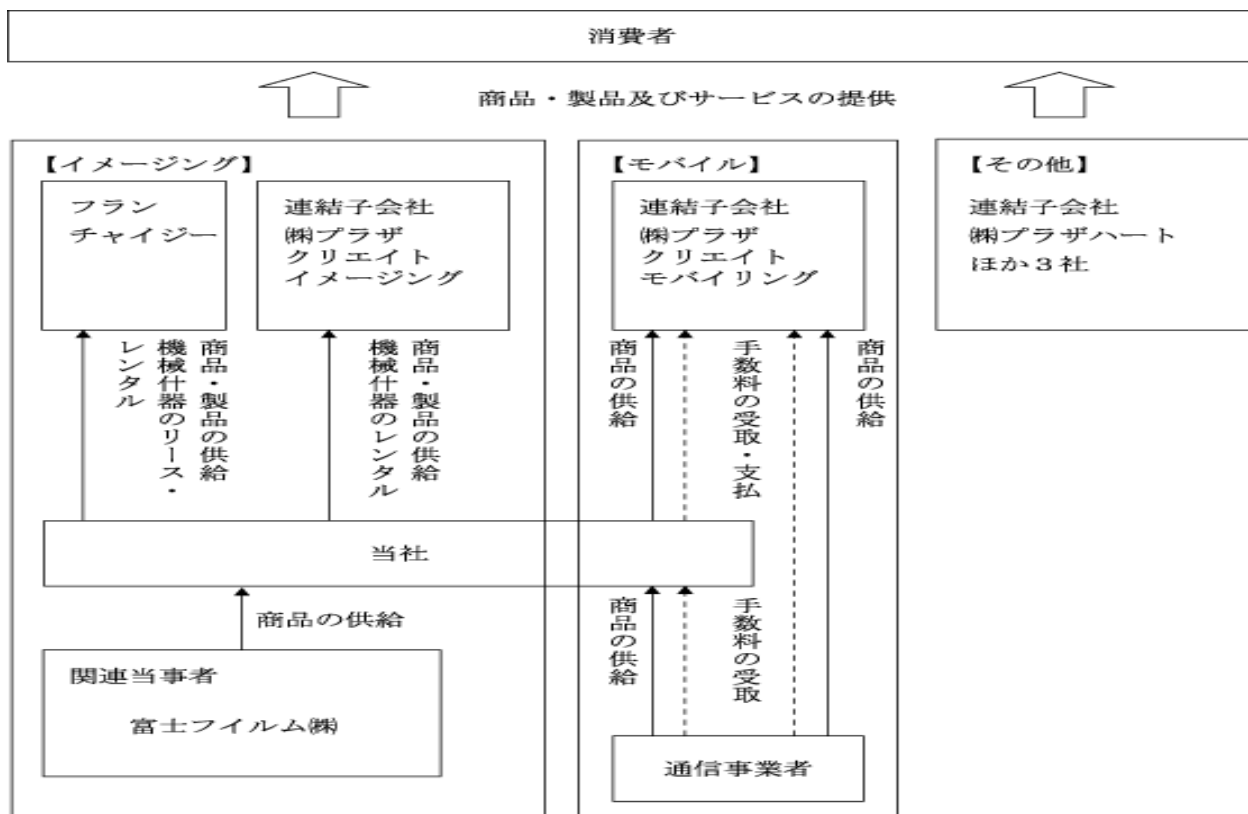 消費者
商品・製品及びサービスの提供
【イメージング】
フラン
チャイジー
連結子会社
㈱プラザ
クリエイト
イメージング
【モバイル】
連結子会社
㈱プラザ
クリエイト
モバイリング
【その他】
連結子会社
㈱プラザハート
ほか３社
商品・製品の供給
機械什器のリース・
レンタル
商品・製品の供給
機械什器のレンタル
商品の供給
手数料の受取・支払
商品の供給
当社
商品の供給
商品の供給
手数料の受取
関連当事者
富士フイルム㈱
通信事業者